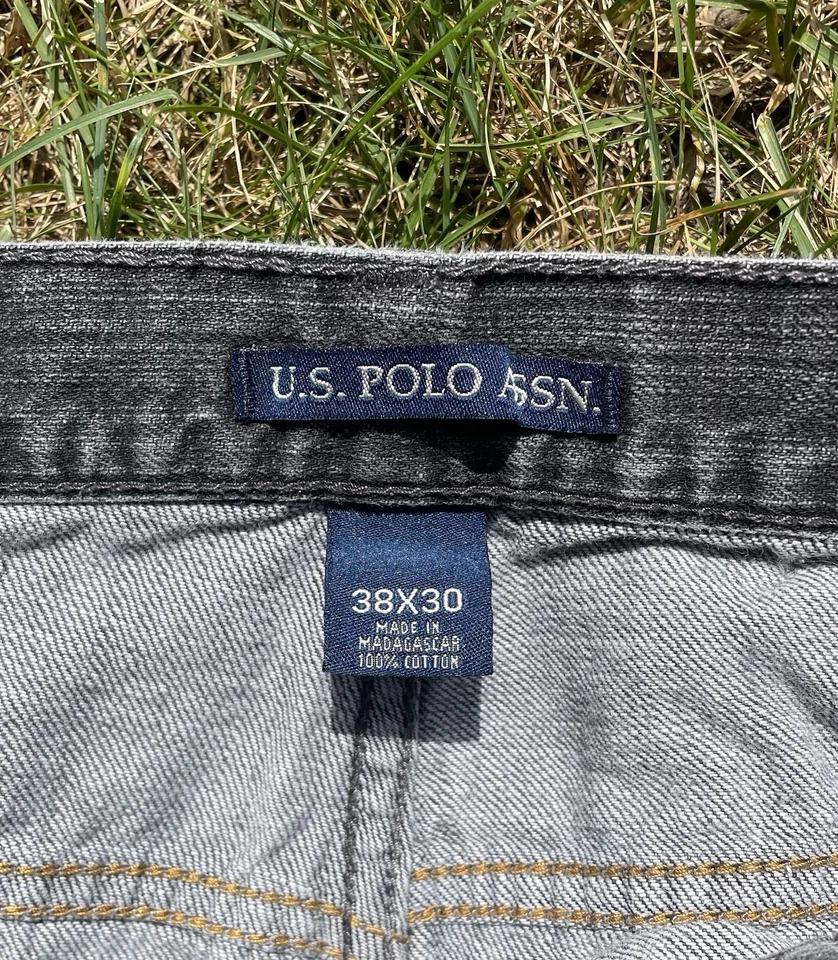 U.S. POLO ASSN.
38X30
MADE IN
MADAGASCAR
100% COTTON